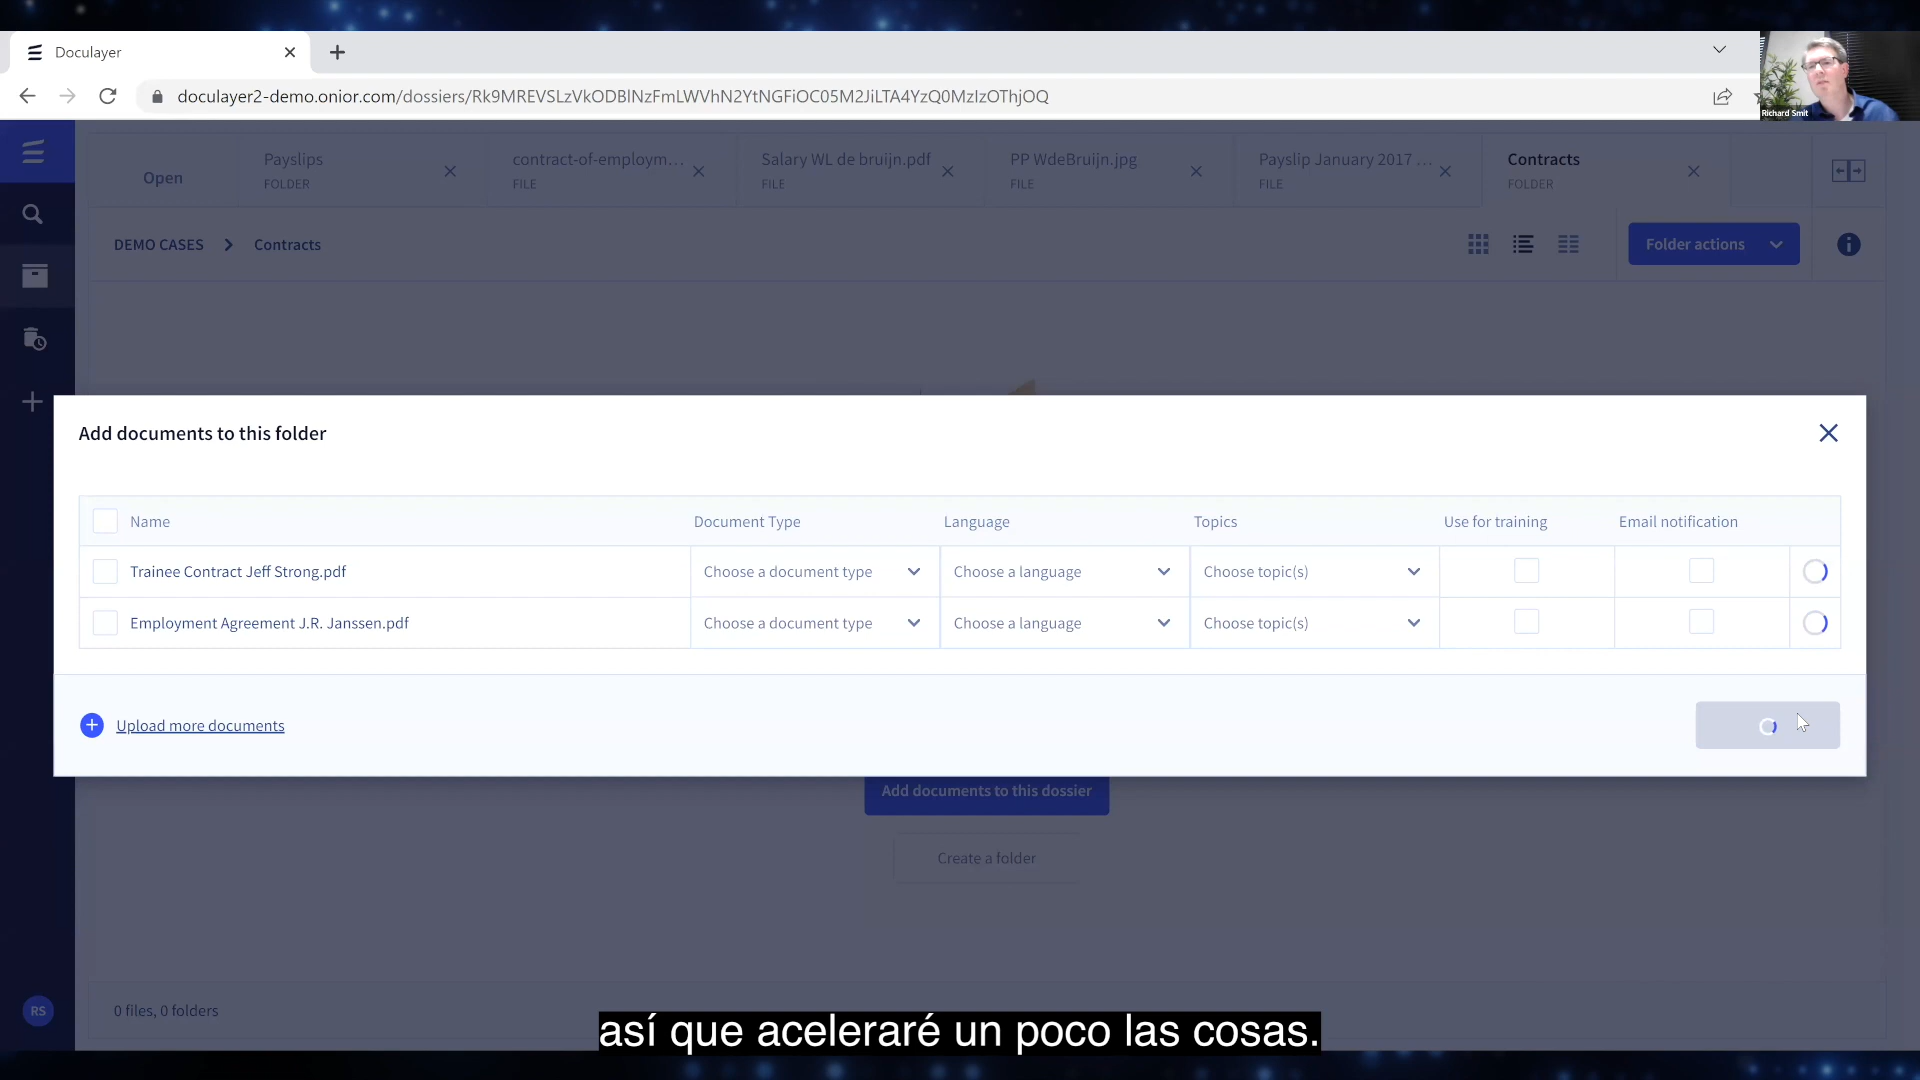 Doculayer
doculayer2-demo.onior.com/dossiers/Rk9MREVSLzVkODBlNzFmLWVhN2YtNGFiOC05M2JiLTA4YzQ0MzIzOThjOQ
Richard Smit
Open
Payslips
FOLDER
contract-of-employm...
FILE
Salary WL de bruijn.pdf
FILE
PP WdeBruijn.jpg
FILE
Payslip January 2017 ...
FILE
Contracts
FOLDER
DEMO CASES > Contracts
Folder actions
Add documents to this folder
Name Document Type Language Topics Use for training Email notification
Trainee Contract Jeff Strong.pdf Choose a document type Choose a language Choose topic(s)
Employment Agreement J.R. Janssen.pdf Choose a document type Choose a language Choose topic(s)
Upload more documents
Add documents to this dossier
Create a folder
RS
0 files, 0 folders
así que aceleraré un poco las cosas.